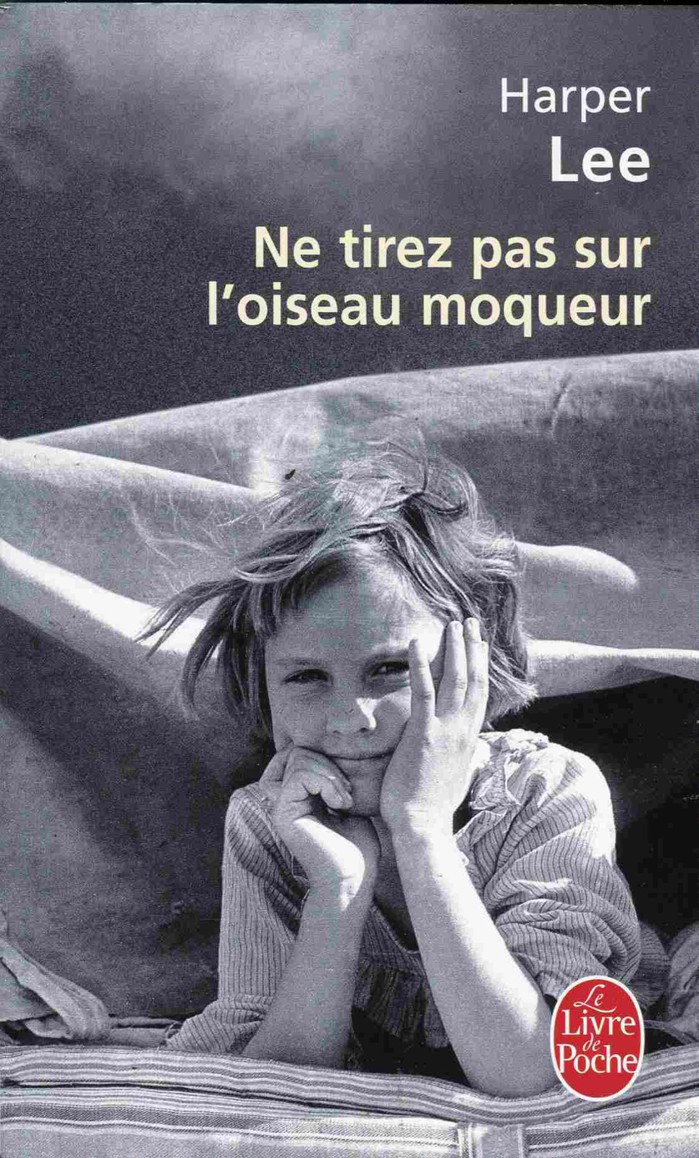 Harper
Lee
Ne tirez pas sur
l'oiseau moqueur
Le
Livre
de
Poche